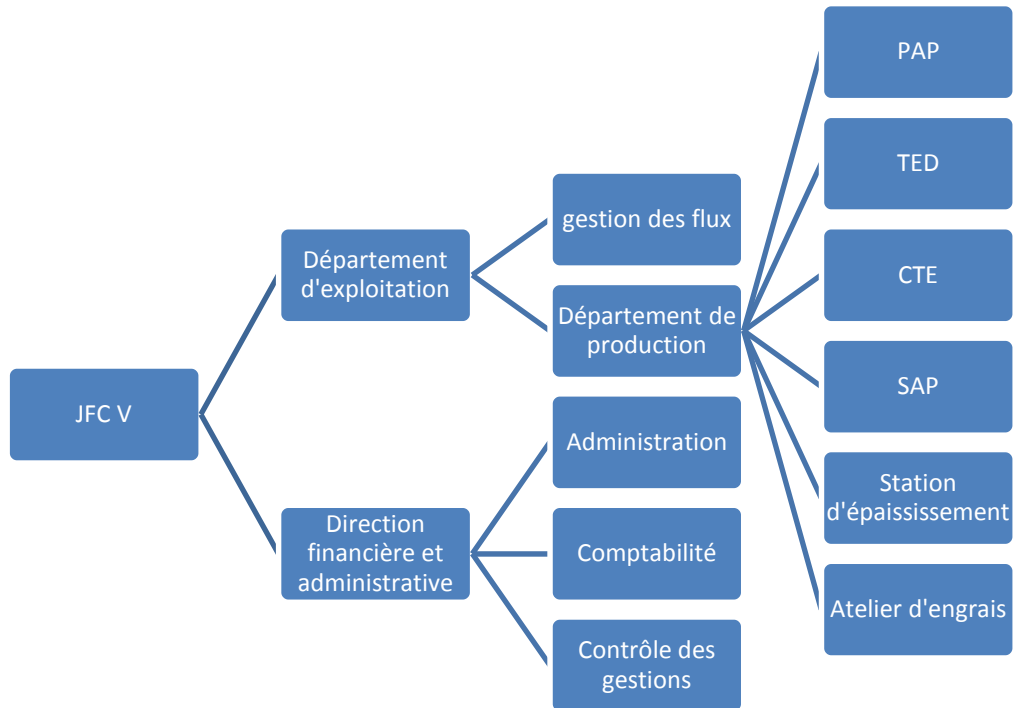 JFC V
Département
d'exploitation
Direction
financière et
administrative
gestion des flux
Département de
production
Administration
Comptabilité
Contrôle des
gestions
PAP
TED
CTE
SAP
Station
d'épaississement
Atelier d'engrais